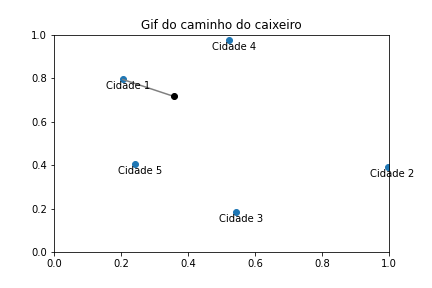 Gif do caminho do caixeiro
1.0
Cidade 4
0.8
Cidade 1
0.6
0.4
Cidade 5
Cidade 2
0.2
Cidade 3
0.0
0.0 0.2 0.4 0.6 0.8 1.0